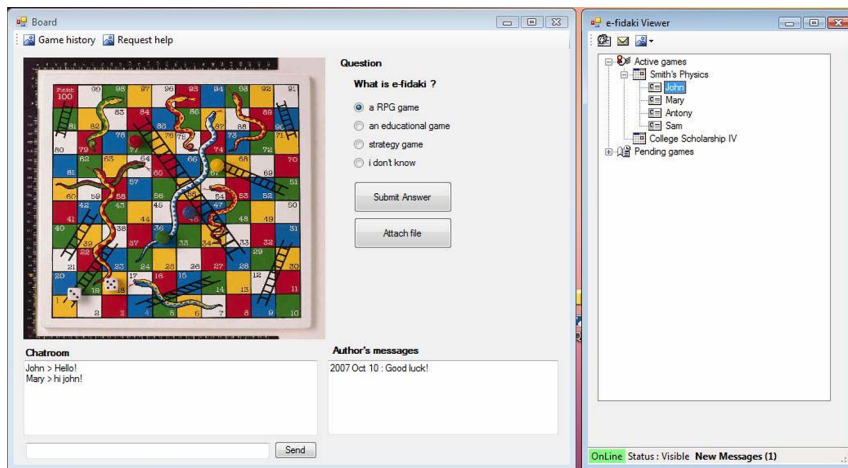 Board
Game history Request help
Question
What is e-fidaki ?
a RPG game
an educational game
strategy game
i don't know
Submit Answer
Attach file
Chatroom
John > Hello!
Mary > hi john!
Send
Author's messages
2007 Oct 10 : Good luck!
e-fidaki Viewer
Active games
Smith's Physics
John
Mary
Antony
Sam
College Scholarship IV
Pending games
OnLine Status : Visible New Messages (1)